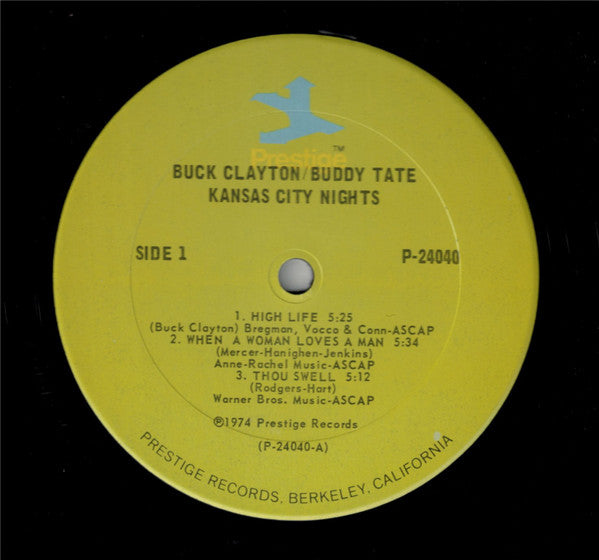 Prestige ™
BUCK CLAYTON/BUDDY TATE
KANSAS CITY NIGHTS
SIDE 1
P-24040
1. HIGH LIFE 5:25
(Buck Clayton) Bregman, Vocco & Conn-ASCAP
2. WHEN A WOMAN LOVES A MAN 5:34
(Mercer-Hanighen-Jenkins)
Anne-Rachel Music-ASCAP
3. THOU SWELL 5:12
(Rodgers-Hart)
Warner Bros. Music-ASCAP
℗1974 Prestige Records
(P-24040-A)
PRESTIGE RECORDS, BERKELEY, CALIFORNIA